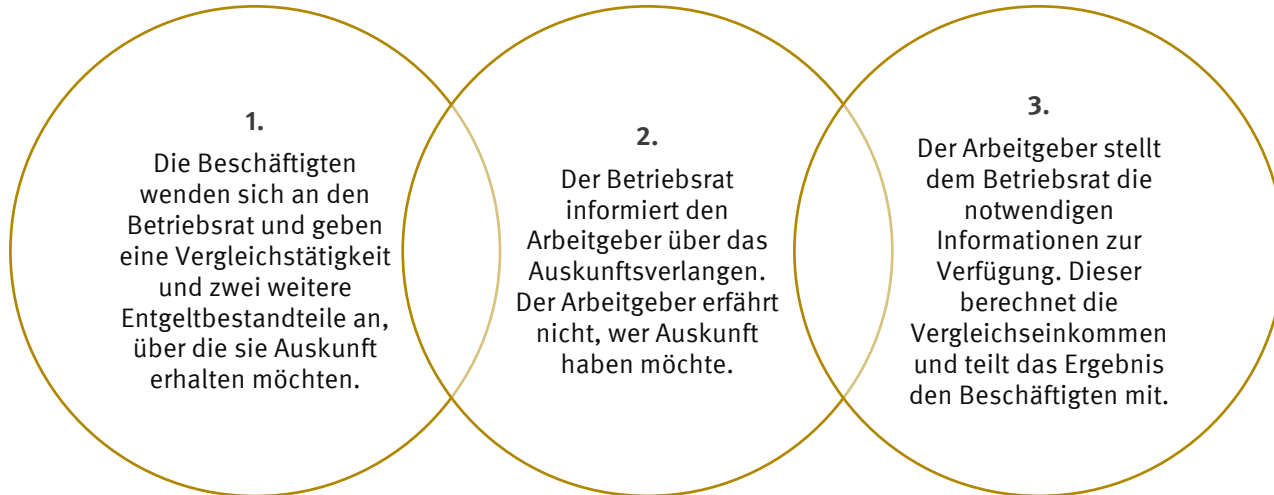 1.
Die Beschäftigten
wenden sich an den
Betriebsrat und geben
eine Vergleichstätigkeit
und zwei weitere
Entgeltbestandteile an,
über die sie Auskunft
erhalten möchten.
2.
Der Betriebsrat
informiert den
Arbeitgeber über das
Auskunftsverlangen.
Der Arbeitgeber erfährt
nicht, wer Auskunft
haben möchte.
3.
Der Arbeitgeber stellt
dem Betriebsrat die
notwendigen
Informationen zur
Verfügung. Dieser
berechnet die
Vergleichseinkommen
und teilt das Ergebnis
den Beschäftigten mit.